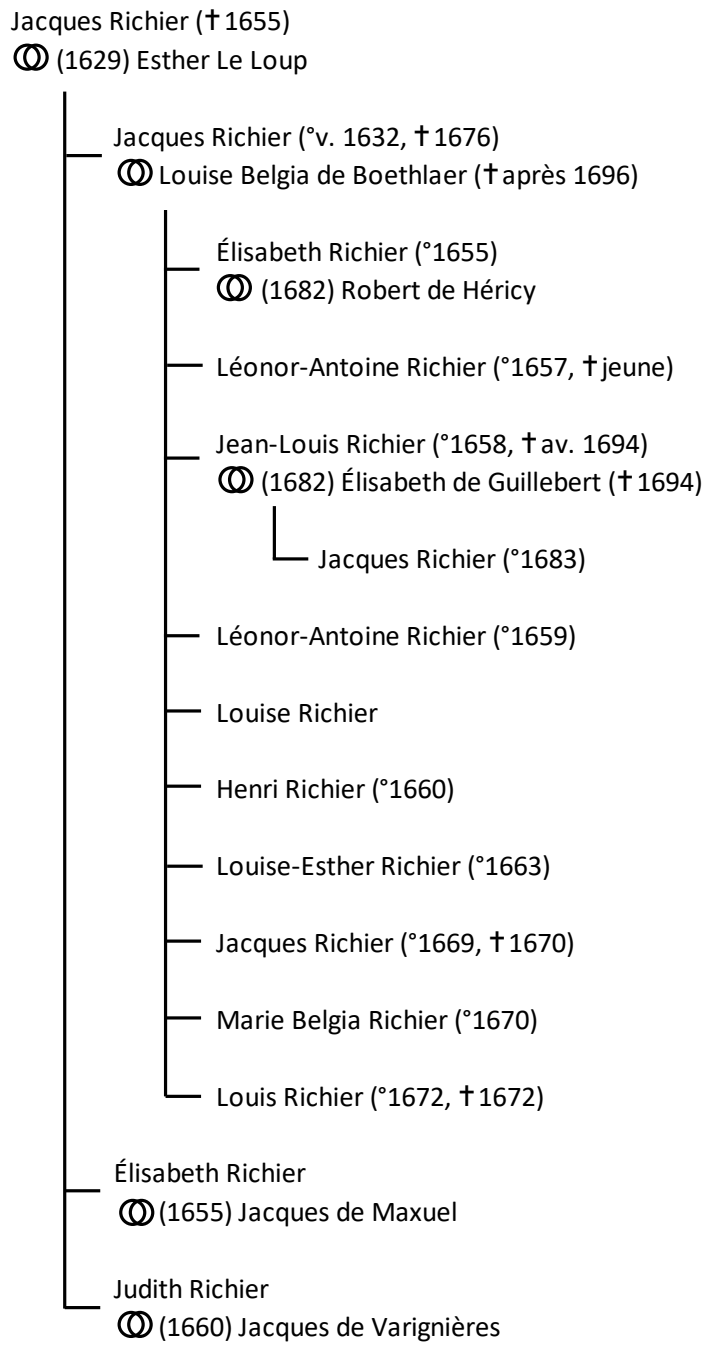 Jacques Richier (✝1655)
ⵔ (1629) Esther Le Loup
Jacques Richier (°v. 1632, ✝1676)
Louise Belgia de Boethlaer (✝après 1696)
Élisabeth Richier (°1655)
(1682) Robert de Héricy
Léonor-Antoine Richier (°1657, ✝jeune)
Jean-Louis Richier (°1658, ✝av. 1694)
(1682) Élisabeth de Guillebert (✝1694)
Jacques Richier (°1683)
Léonor-Antoine Richier (°1659)
Louise Richier
Henri Richier (°1660)
Louise-Esther Richier (°1663)
Jacques Richier (°1669, ✝1670)
Marie Belgia Richier (°1670)
Louis Richier (°1672, ✝1672)
Élisabeth Richier
(1655) Jacques de Maxuel
Judith Richier
(1660) Jacques de Varignières